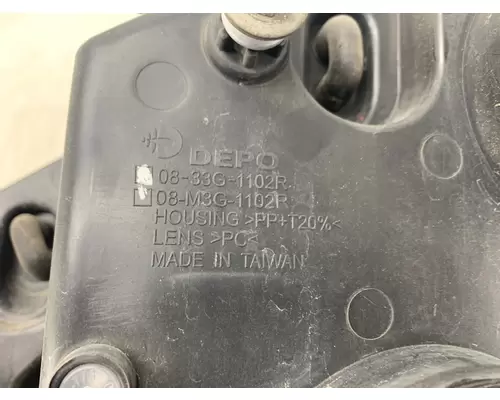 DEPO
08-33G-1102R
08-M3G-1102R
HOUSING >PP+T20%<
LENS >PC<
MADE IN TAIWAN